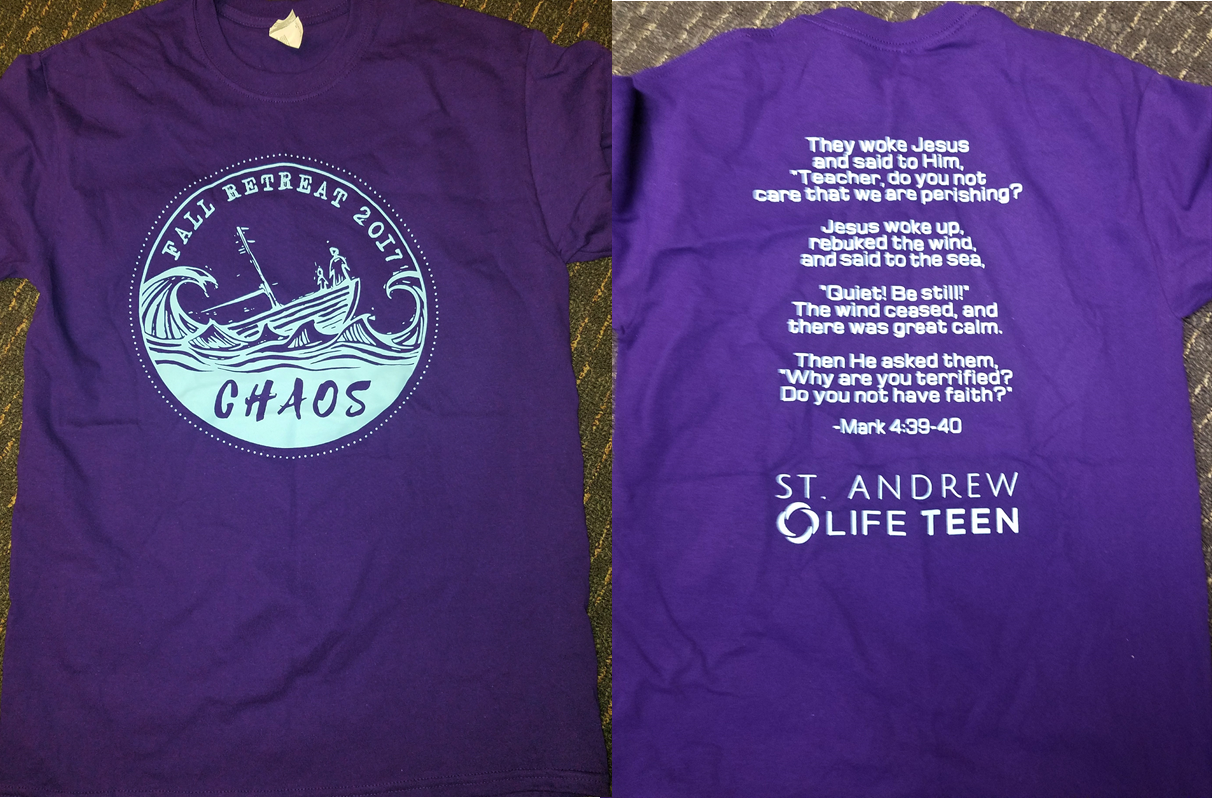 FALL RETREAT 2017
CHAOS
They woke Jesus
and said to Him,
"Teacher, do you not
care that we are perishing?
Jesus woke up,
rebuked the wind,
and said to the sea,
"Quiet! Be still!"
The wind ceased, and
there was great calm.
Then He asked them,
"Why are you terrified?
Do you not have faith?"
-Mark 4:39-40
ST. ANDREW
LIFE TEEN